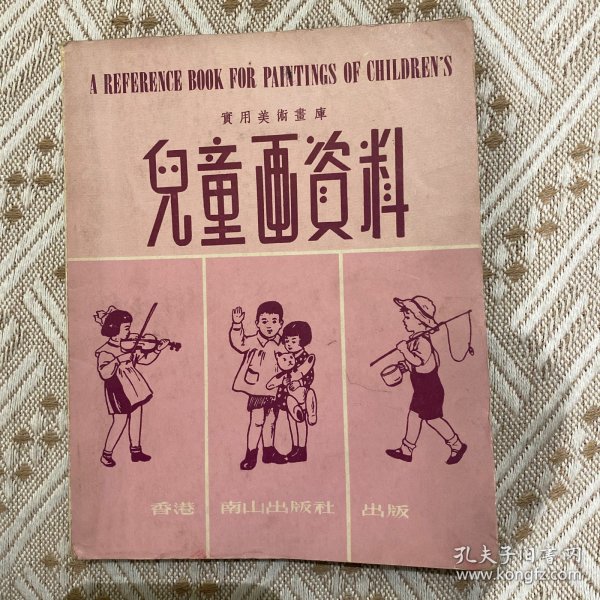 A REFERENCE BOOK FOR PAINTINGS OF CHILDREN'S
實用美術畫庫
兒童画資料
香港 南山出版社 出版
孔夫子旧书网
www.kongfz.com